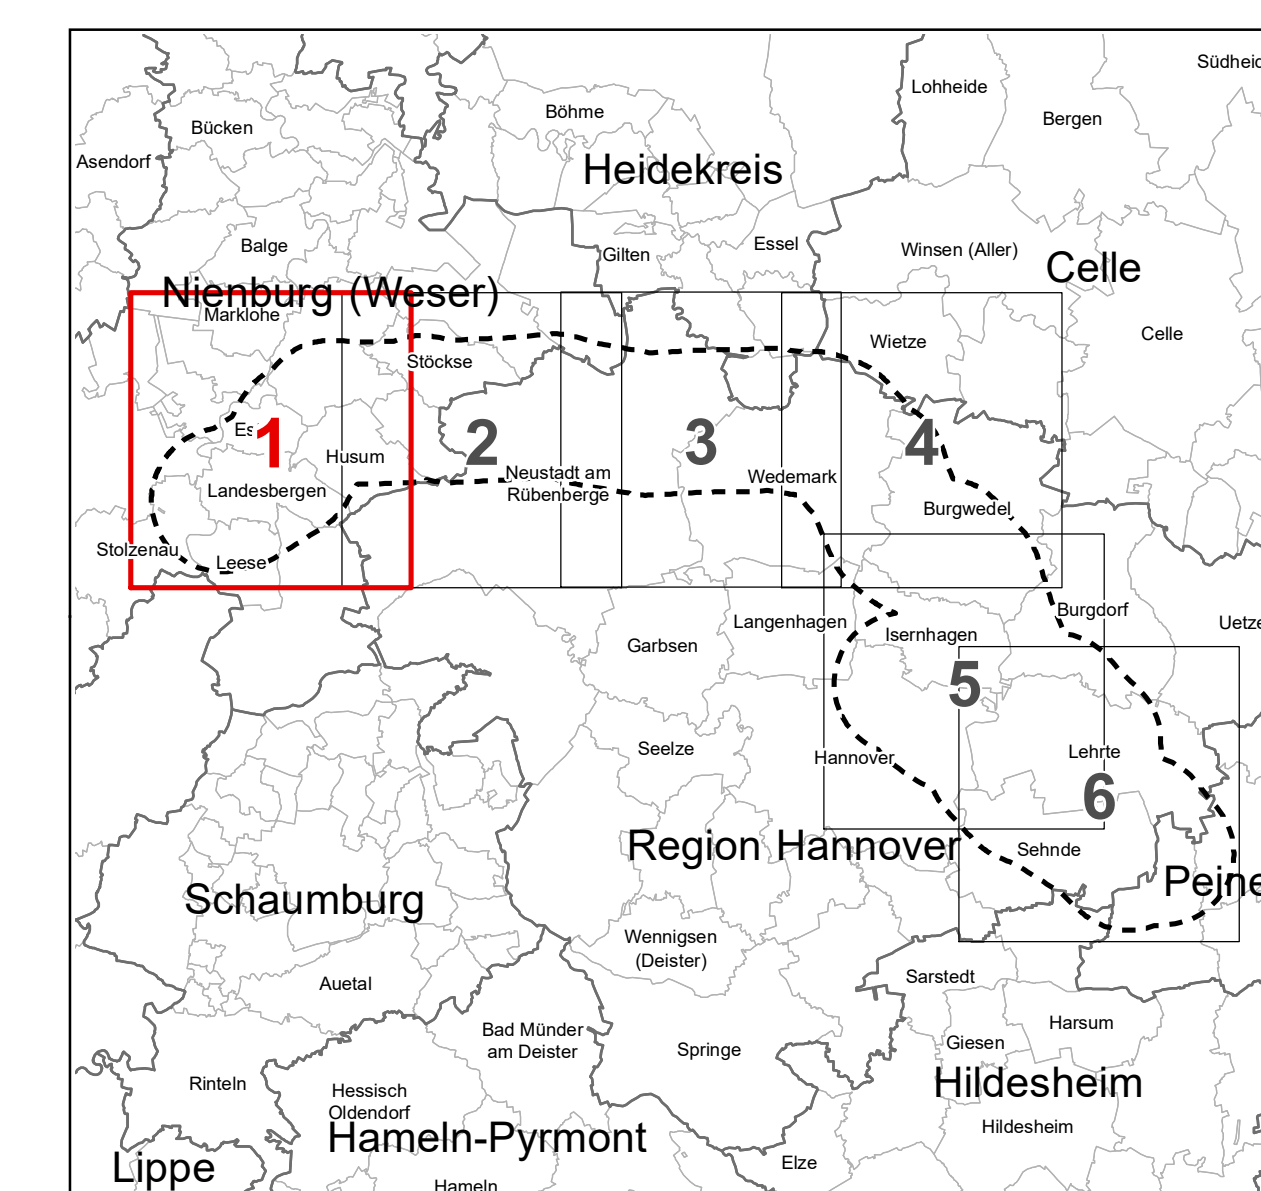 Südheid
Lohheide
Böhme
Bergen
Bücken
Asendorf
Heidekreis
Balge
Gilten
Essel
Winsen (Aller)
Celle
Nienburg (Weser)
Marklohe
Celle
Wietze
Stöckse
Es
1
2
3
4
Husum
Neustadt am
Rübenberge
Wedemark
Landesbergen
Burgwedel
Stolzenau
Leese
Burgdorf
Langenhagen
Uetze
Isernhagen
Garbsen
5
Seelze
Hannover
Lehrte
6
Region Hannover
Sehnde
Peine
Schaumburg
Wennigsen
(Deister)
Sarstedt
Auetal
Bad Münder
am Deister
Harsum
Giesen
Springe
Rinteln
Hessisch
Oldendorf
Hildesheim
Hildesheim
Hameln-Pyrmont
Lippe
Elze
Hameln